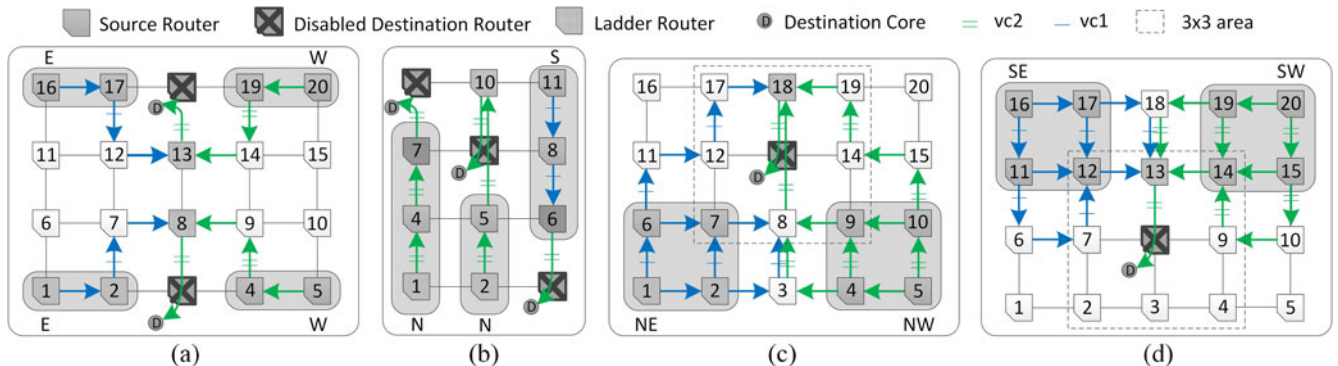 Source Router Disabled Destination Router Ladder Router D Destination Core vc2 vc1 3x3 area
E W
16 17 19 20
D
11 12 13 14 15
6 7 8 9 10
1 2 4 5
E D W
(a)
S
10 11
D
7 8
D
4 5 6
1 2
N N D
(b)
16 17 18 19 20
11 12 14 15
D
6 7 8 9 10
1 2 3 4 5
NE NW
(c)
SE SW
16 17 18 19 20
11 12 13 14 15
6 7 9 10
D
1 2 3 4 5
(d)